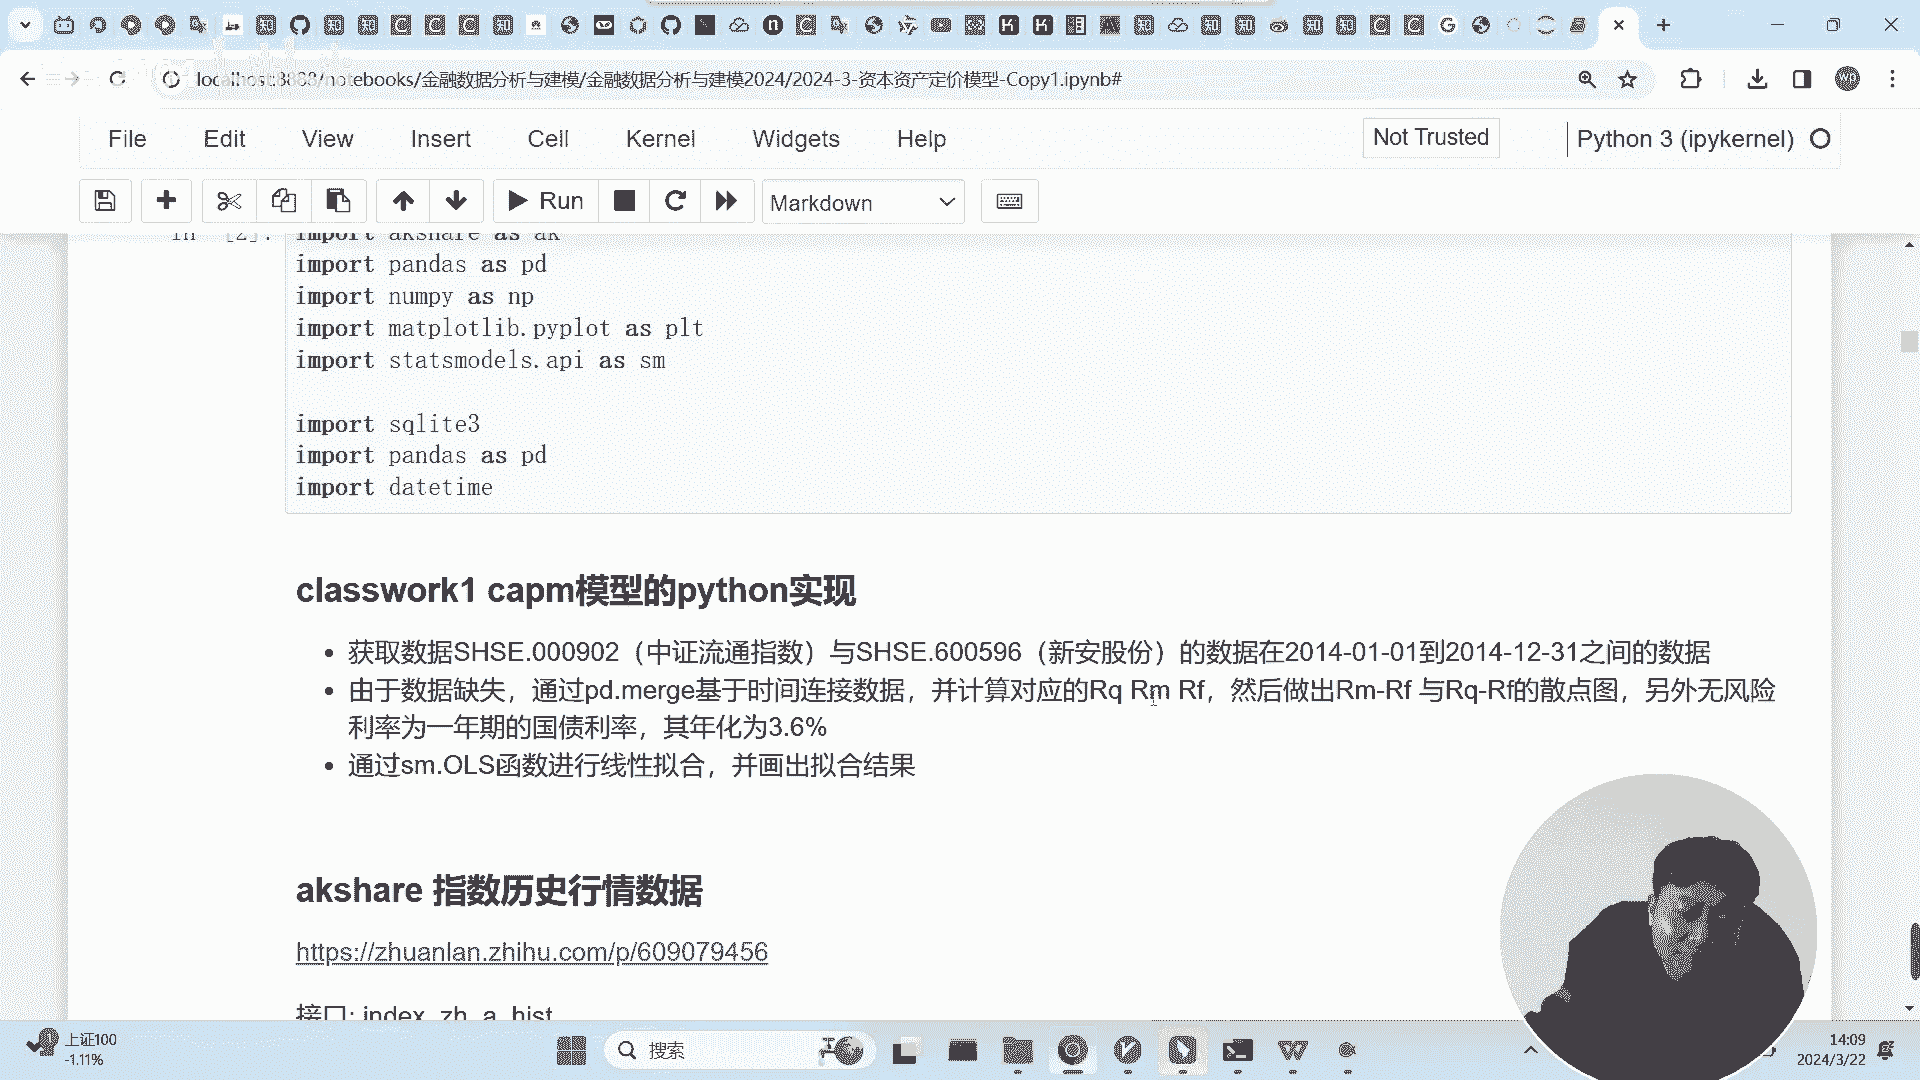 localhost:8888/notebooks/金融数据分析与建模/金融数据分析与建模2024/2024-3-资本资产定价模型-Copy1.ipynb#
File Edit View Insert Cell Kernel Widgets Help Not Trusted Python 3 (ipykernel)
Run Markdown
In [2]: import akshare as ak
import pandas as pd
import numpy as np
import matplotlib.pyplot as plt
import statsmodels.api as sm
import sqlite3
import pandas as pd
import datetime
classwork1 capm模型的python实现
• 获取数据SHSE.000902（中证流通指数）与SHSE.600596（新安股份）的数据在2014-01-01到2014-12-31之间的数据
• 由于数据缺失，通过pd.merge基于时间连接数据，并计算对应的Rq Rm Rf，然后做出Rm-Rf 与Rq-Rf的散点图，另外无风险
利率为一年期的国债利率，其年化为3.6%
• 通过sm.OLS函数进行线性拟合，并画出拟合结果
akshare 指数历史行情数据
https://zhuanlan.zhihu.com/p/609079456
接口: index_zh_a_hist
上证100
-1.11%
搜索
14:09
2024/3/22